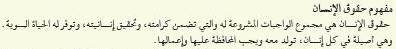 مفهوم حقوق الإنسان
حقوق الإنسان هي مجموع الواجبات المشروعة له والتي تضمن كرامته، وتحقيق إنسانيته، وتوفر له الحياة السوية.
وهي أصيلة في كل إنسان، تولد معه ويجب المحافظة عليها وإعمالها.